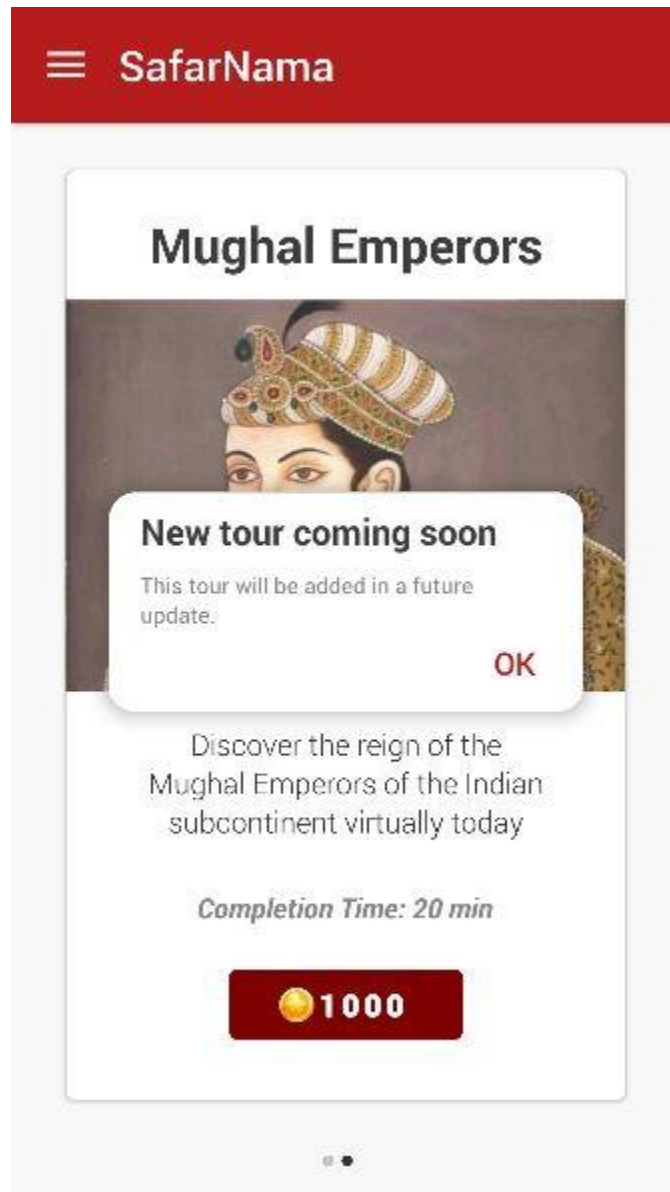 SafarNama
Mughal Emperors
New tour coming soon
This tour will be added in a future
update.
OK
Discover the reign of the
Mughal Emperors of the Indian
subcontinent virtually today
Completion Time: 20 min
1000